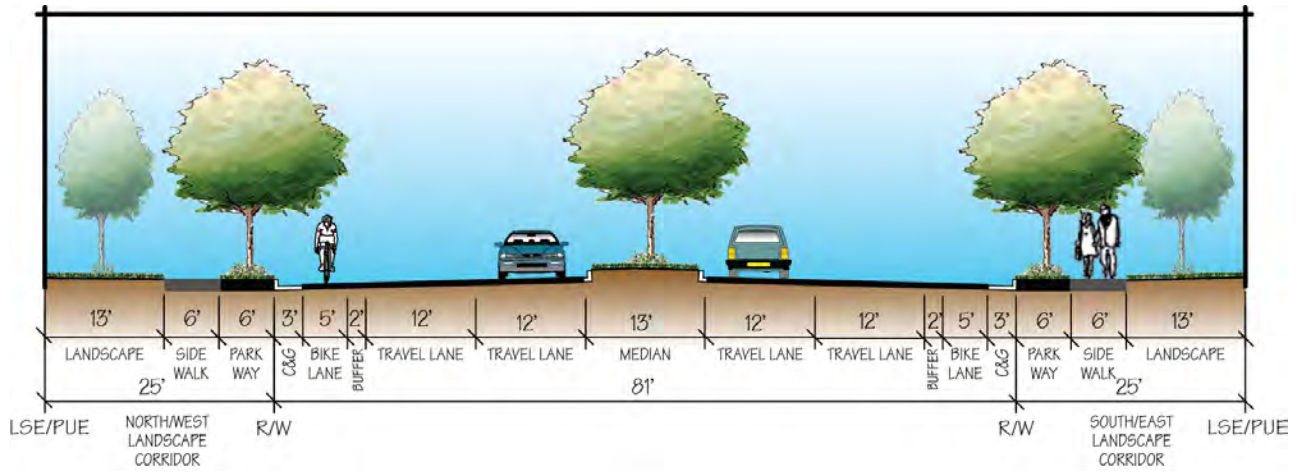 13' 6' 6' 3' 5' 2' 12' 12' 13' 12' 12' 2' 5' 3' 6' 6' 13'
LANDSCAPE
SIDE
WALK
PARK
WAY
C&G
BIKE
LANE
BUFFER
TRAVEL LANE
TRAVEL LANE
MEDIAN
TRAVEL LANE
TRAVEL LANE
BUFFER
BIKE
LANE
C&G
PARK
WAY
SIDE
WALK
LANDSCAPE
25' 81' 25'
LSE/PUE
NORTH/WEST
LANDSCAPE
CORRIDOR
R/W
R/W
SOUTH/EAST
LANDSCAPE
CORRIDOR
LSE/PUE